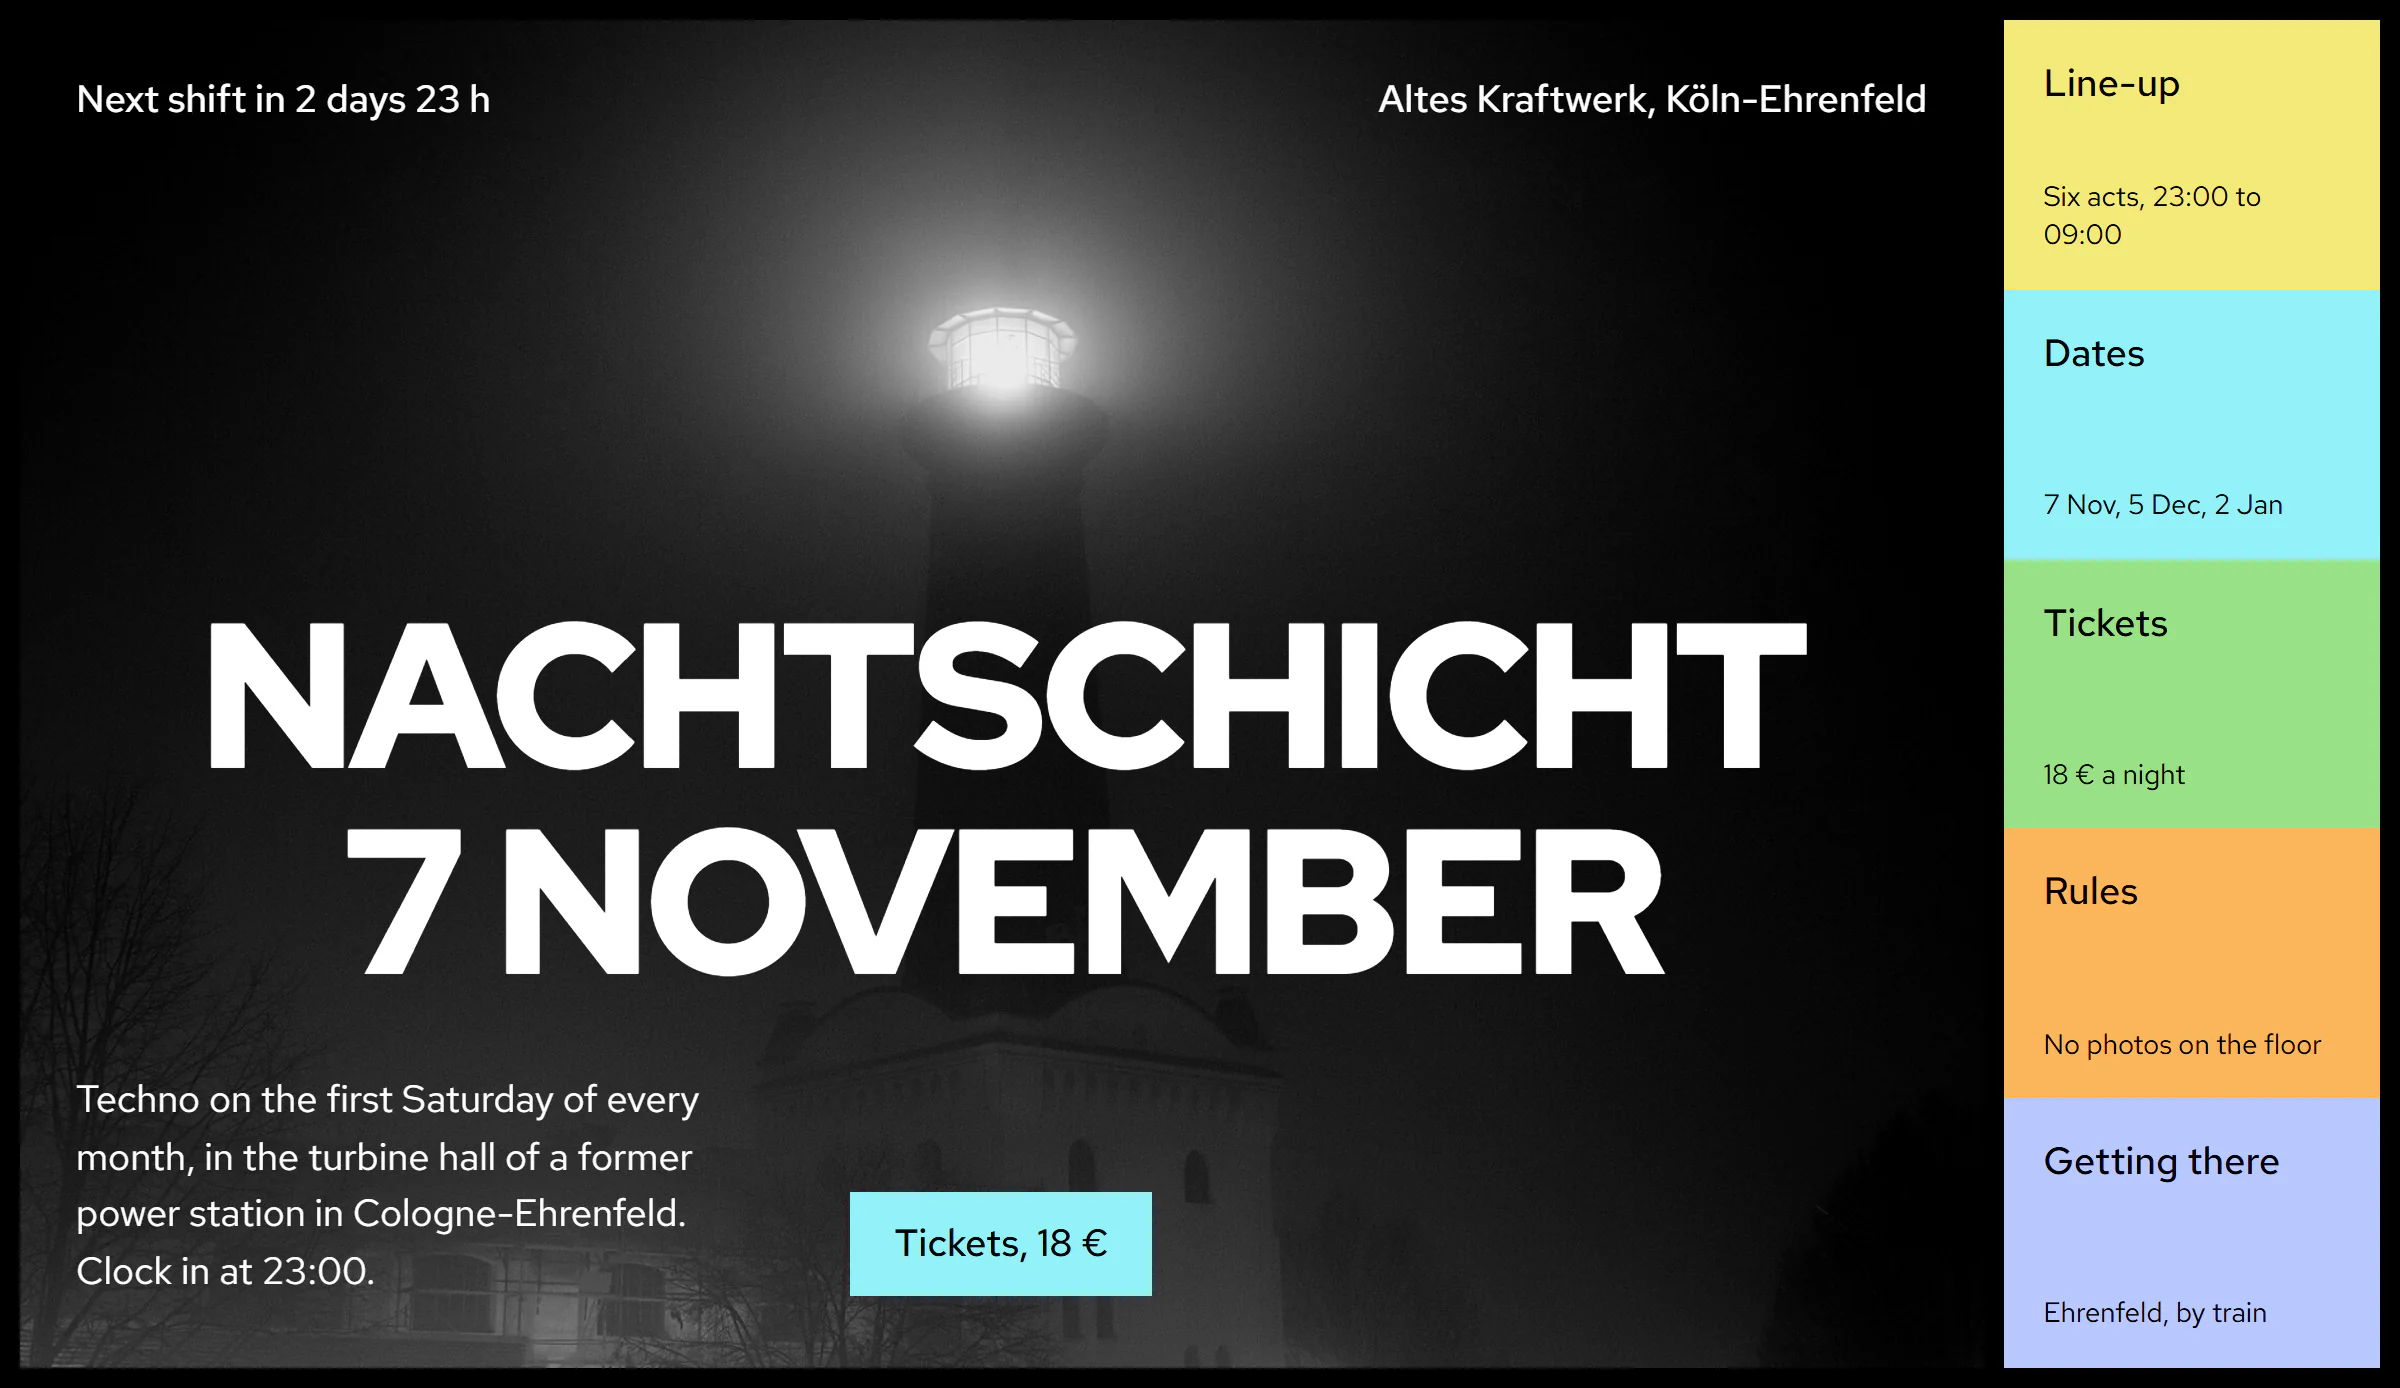 Next shift in 2 days 23 h
Altes Kraftwerk, Köln-Ehrenfeld
NACHTSCHICHT
7 NOVEMBER
Techno on the first Saturday of every
month, in the turbine hall of a former
power station in Cologne-Ehrenfeld.
Clock in at 23:00.
Tickets, 18 €
Line-up
Six acts, 23:00 to
09:00
Dates
7 Nov, 5 Dec, 2 Jan
Tickets
18 € a night
Rules
No photos on the floor
Getting there
Ehrenfeld, by train